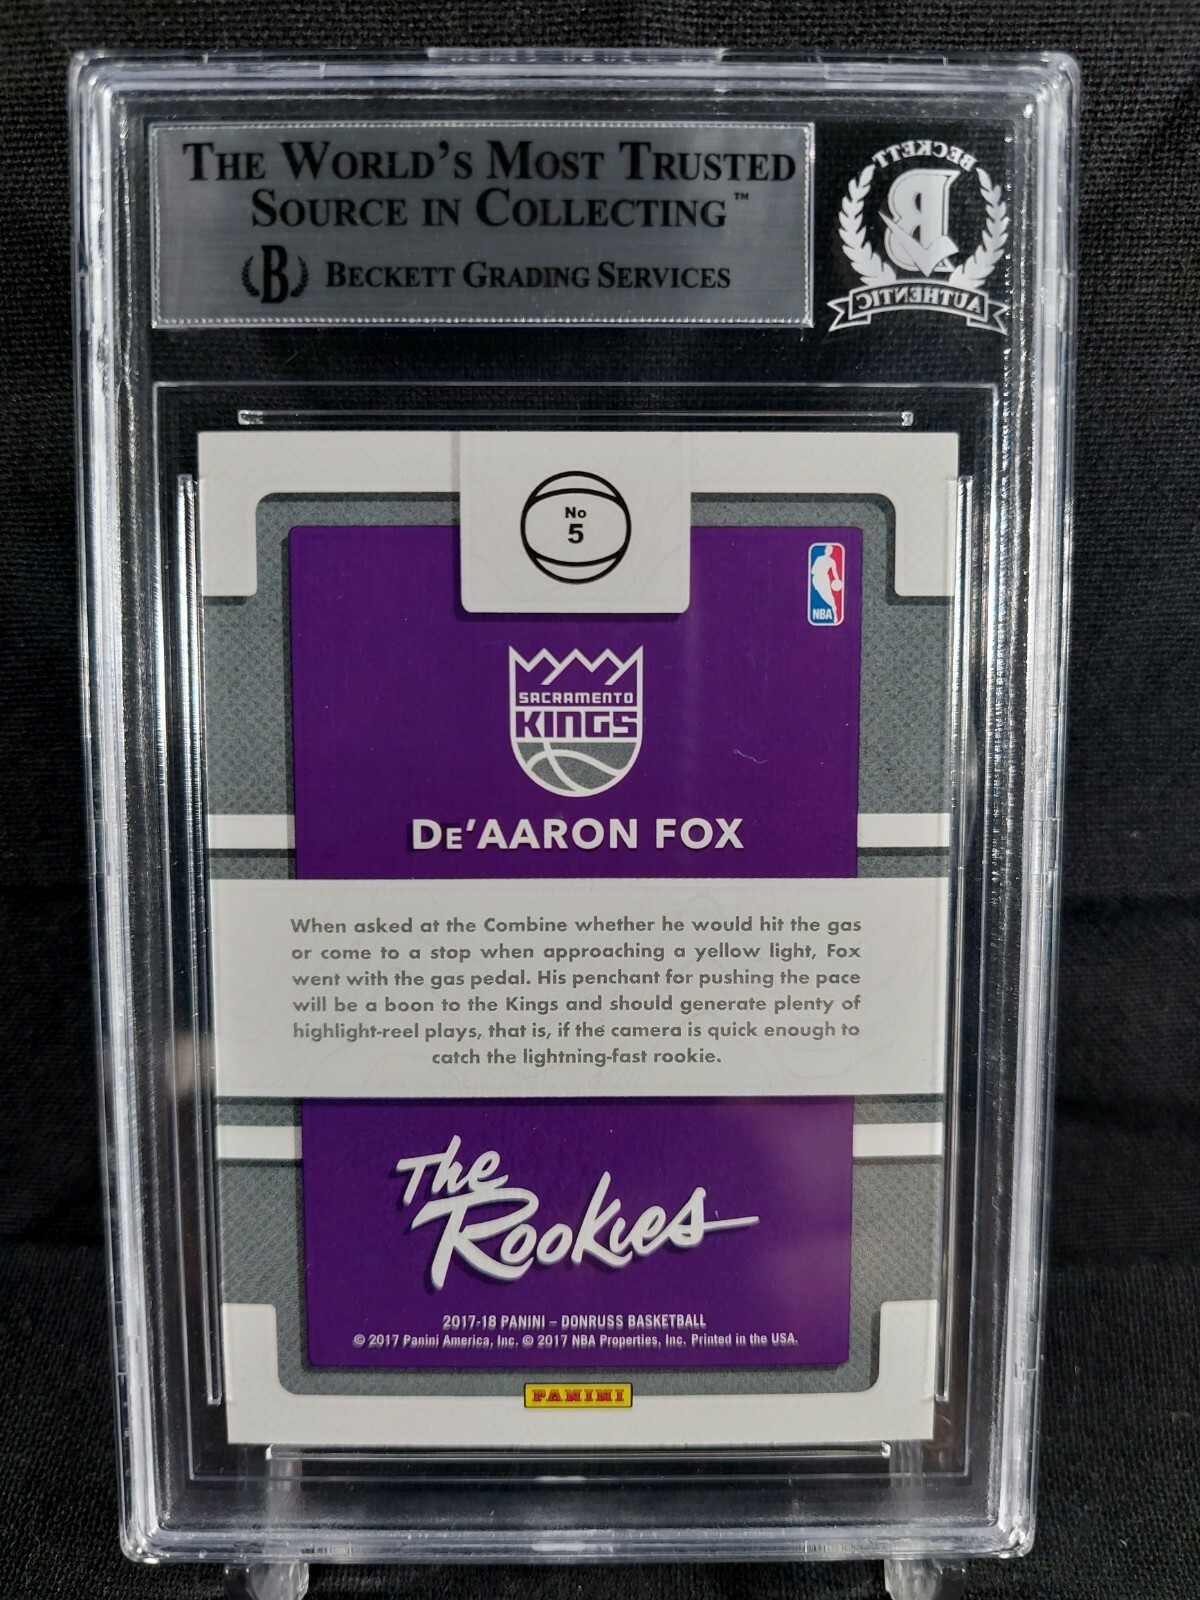 THE WORLD'S MOST TRUSTED
SOURCE IN COLLECTING™
B BECKETT GRADING SERVICES
BECKETT
B
AUTHENTIC
No
5
NBA
SACRAMENTO
KINGS
DE'AARON FOX
When asked at the Combine whether he would hit the gas
or come to a stop when approaching a yellow light, Fox
went with the gas pedal. His penchant for pushing the pace
will be a boon to the Kings and should generate plenty of
highlight-reel plays, that is, if the camera is quick enough to
catch the lightning-fast rookie.
The
Rookies
2017-18 PANINI – DONRUSS BASKETBALL
© 2017 Panini America, Inc. © 2017 NBA Properties, Inc. Printed in the USA.
PANINI